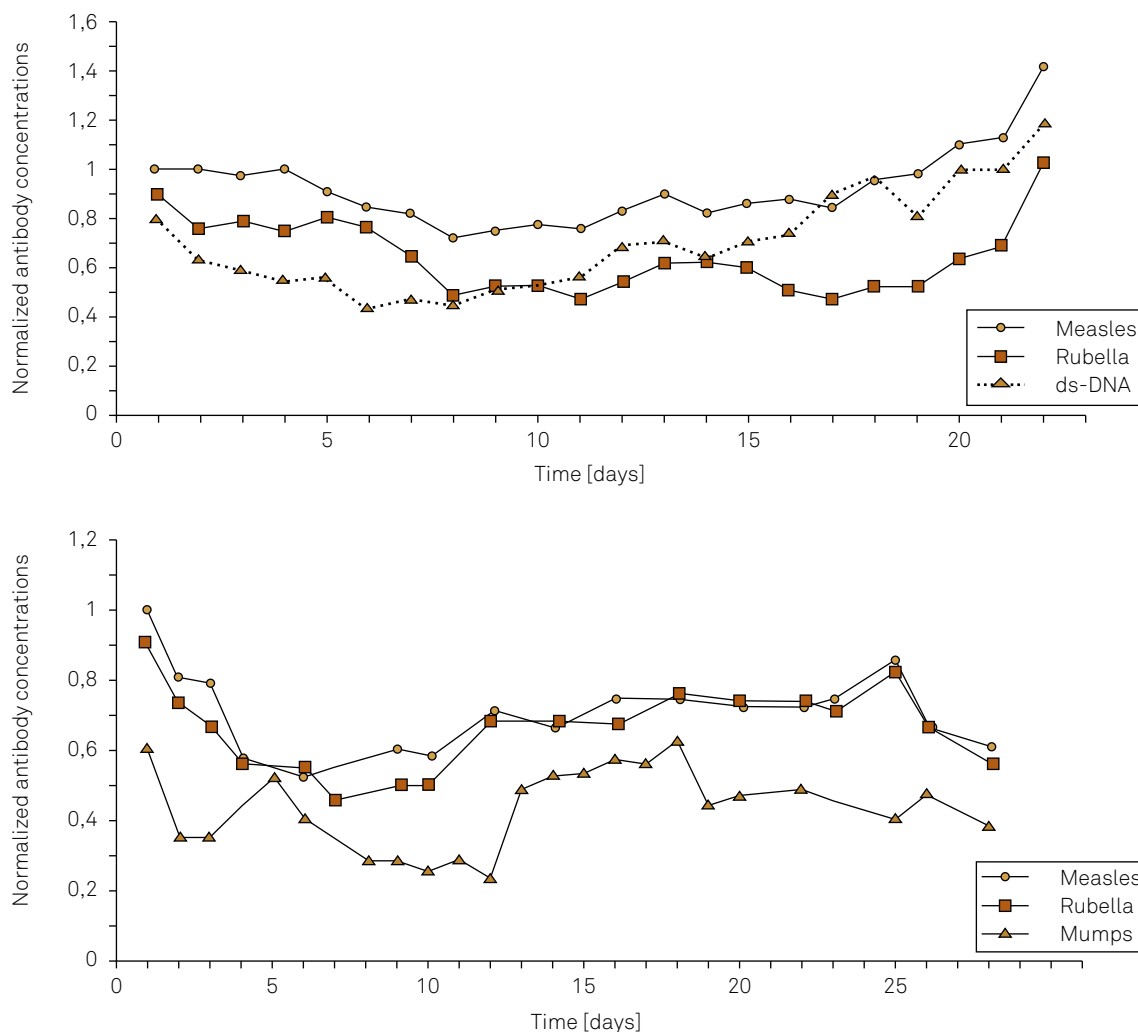 Normalized antibody concentrations
1,6
1,4
1,2
1
0,8
0,6
0,4
0,2
0
0 5 10 15 20
Time [days]
Measles
Rubella
ds-DNA
Normalized antibody concentrations
1,2
1
0,8
0,6
0,4
0,2
0
0 5 10 15 20 25
Time [days]
Measles
Rubella
Mumps